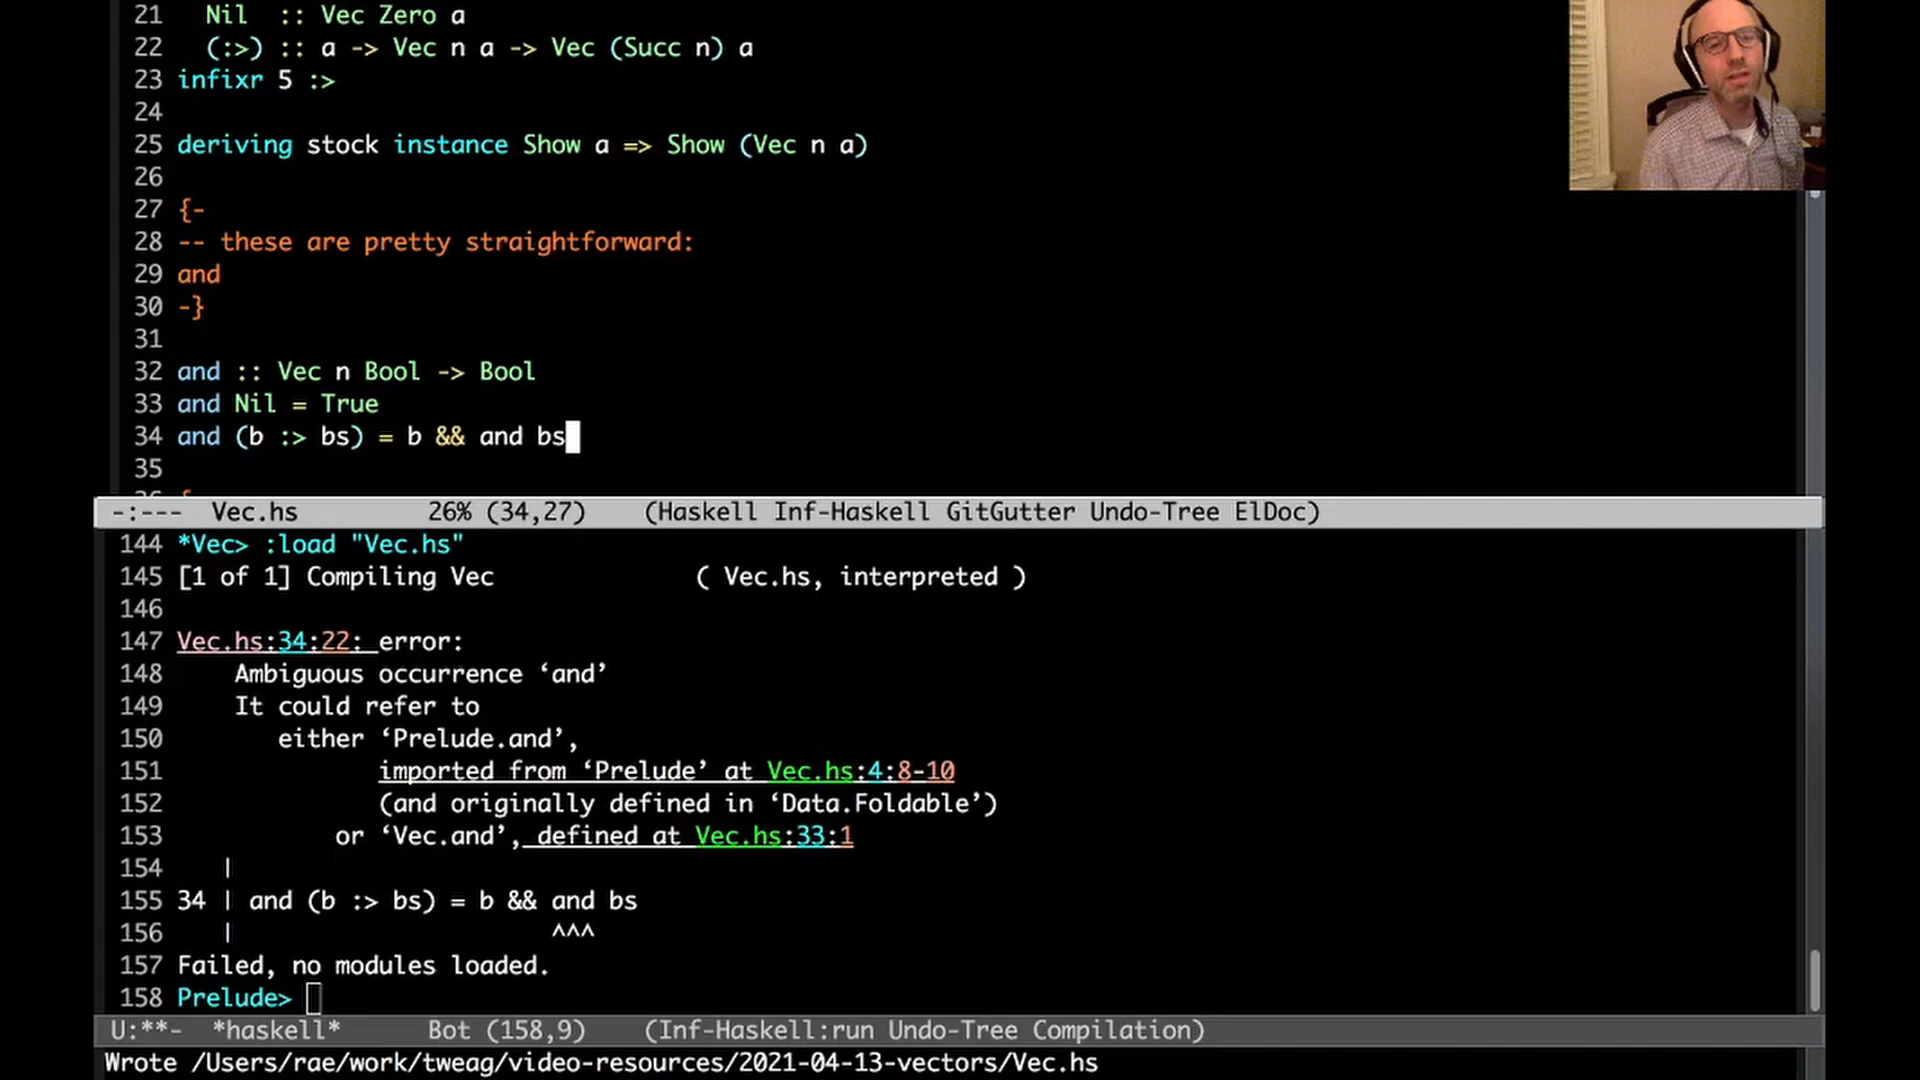 21 Nil :: Vec Zero a
22 (:>) :: a -> Vec n a -> Vec (Succ n) a
23 infixr 5 :>
24
25 deriving stock instance Show a => Show (Vec n a)
26
27 {-
28 -- these are pretty straightforward:
29 and
30 -}
31
32 and :: Vec n Bool -> Bool
33 and Nil = True
34 and (b :> bs) = b && and bs
35
-:--- Vec.hs 26% (34,27) (Haskell Inf-Haskell GitGutter Undo-Tree ElDoc)
144 *Vec> :load "Vec.hs"
145 [1 of 1] Compiling Vec ( Vec.hs, interpreted )
146
147 Vec.hs:34:22: error:
148 Ambiguous occurrence ‘and’
149 It could refer to
150 either ‘Prelude.and’,
151 imported from ‘Prelude’ at Vec.hs:4:8-10
152 (and originally defined in ‘Data.Foldable’)
153 or ‘Vec.and’, defined at Vec.hs:33:1
154 |
155 34 | and (b :> bs) = b && and bs
156 | ^^^
157 Failed, no modules loaded.
158 Prelude>
U:**- *haskell* Bot (158,9) (Inf-Haskell:run Undo-Tree Compilation)
Wrote /Users/rae/work/tweag/video-resources/2021-04-13-vectors/Vec.hs